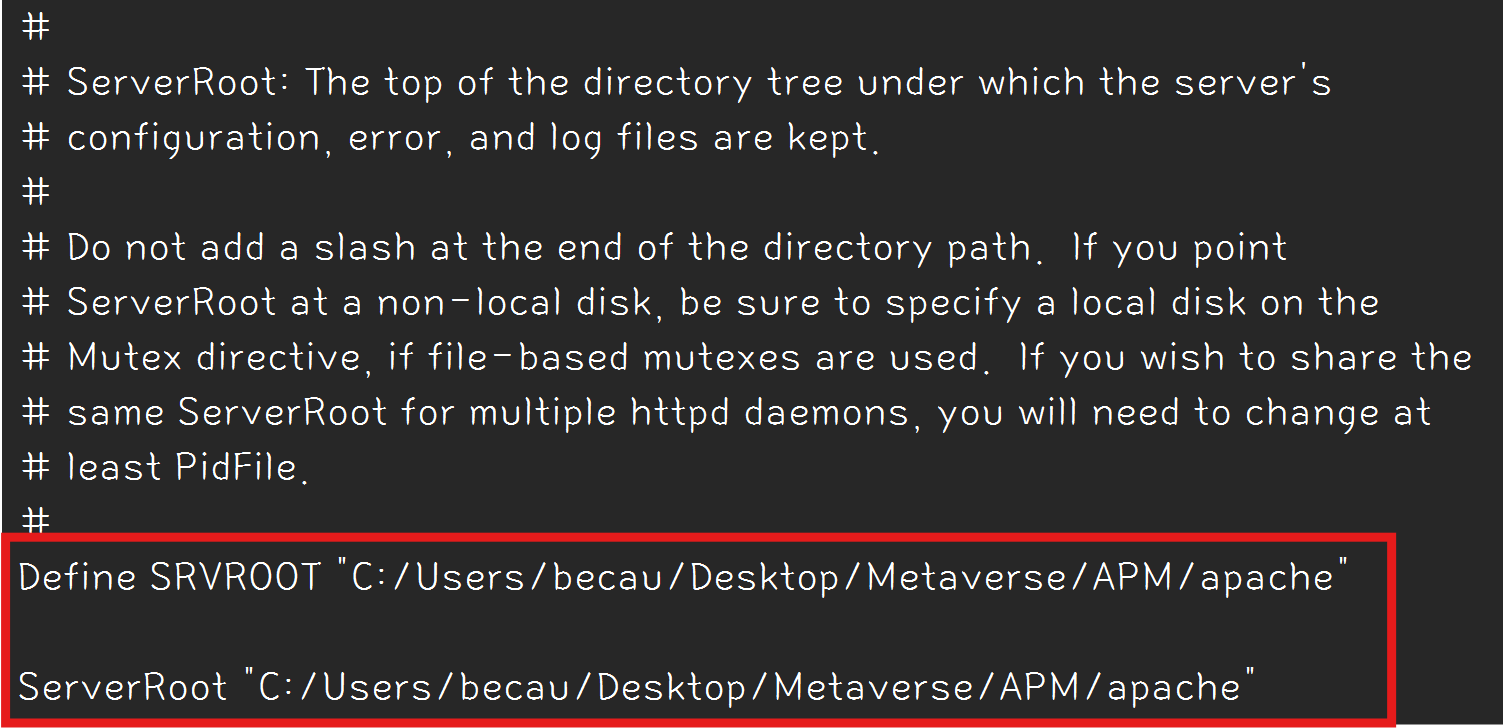 #
# ServerRoot: The top of the directory tree under which the server's
# configuration, error, and log files are kept.
#
# Do not add a slash at the end of the directory path.  If you point
# ServerRoot at a non-local disk, be sure to specify a local disk on the
# Mutex directive, if file-based mutexes are used.  If you wish to share the
# same ServerRoot for multiple httpd daemons, you will need to change at
# least PidFile.
#
Define SRVROOT "C:/Users/becau/Desktop/Metaverse/APM/apache"
ServerRoot "C:/Users/becau/Desktop/Metaverse/APM/apache"